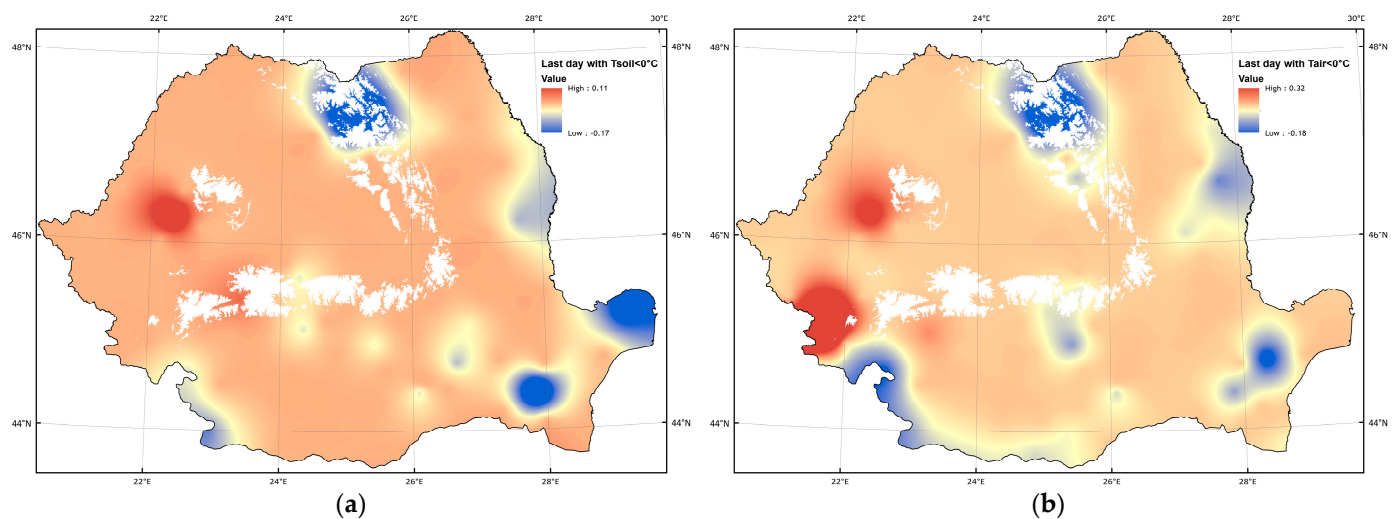 22°E 24°E 26°E 28°E 30°E
48°N 48°N
Last day with Tsoil<0°C
Value
High : 0.11
Low : -0.17
46°N 46°N
44°N 44°N
22°E 24°E 26°E 28°E
(a)
22°E 24°E 26°E 28°E 30°E
48°N
Last day with Tair<0°C
Value
High : 0.32
Low : -0.18
46°N 46°N
44°N 44°N
22°E 24°E 26°E 28°E
(b)